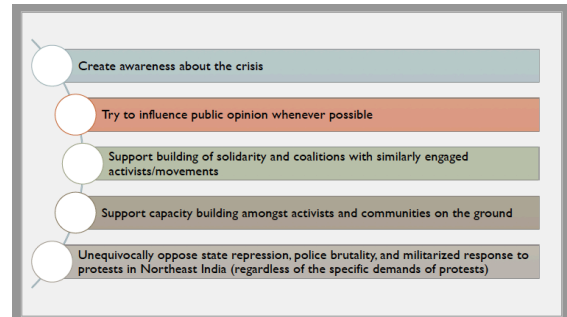 Create awareness about the crisis
Try to influence public opinion whenever possible
Support building of solidarity and coalitions with similarly engaged
activists/movements
Support capacity building amongst activists and communities on the ground
Unequivocally oppose state repression, police brutality, and militarized response to
protests in Northeast India (regardless of the specific demands of protests)